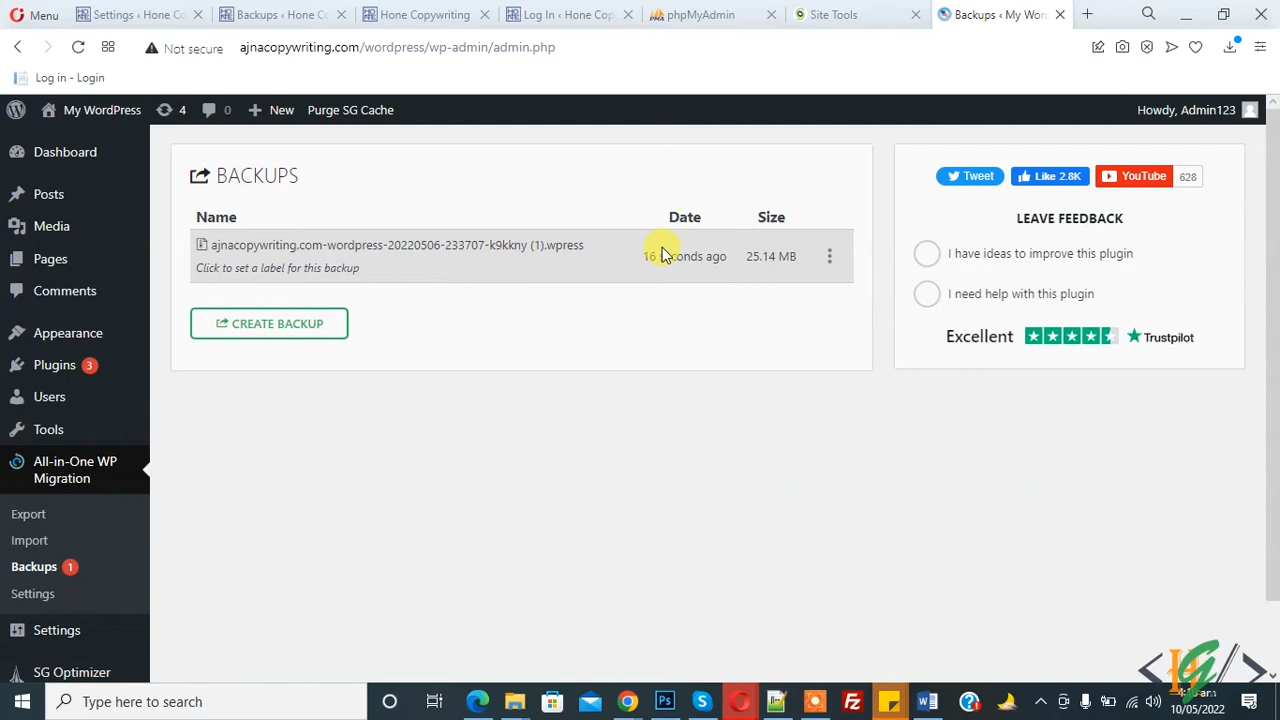 Menu
Settings ‹ Hone Co
Backups ‹ Hone Co
Hone Copywriting
Log In ‹ Hone Cop
phpMyAdmin
Site Tools
Backups ‹ My Wor
Not secure
ajnacopywriting.com/wordpress/wp-admin/admin.php
Log in - Login
My WordPress
4
0
New
Purge SG Cache
Howdy, Admin123
Dashboard
Posts
Media
Pages
Comments
Appearance
Plugins 3
Users
Tools
All-in-One WP
Migration
Export
Import
Backups 1
Settings
Settings
SG Optimizer
BACKUPS
Name Date Size
ajnacopywriting.com-wordpress-20220506-233707-k9kkny (1).wpress
Click to set a label for this backup
16 seconds ago
25.14 MB
CREATE BACKUP
Tweet
Like 2.8K
YouTube
628
LEAVE FEEDBACK
I have ideas to improve this plugin
I need help with this plugin
Excellent
Trustpilot
Type here to search
10/05/2022